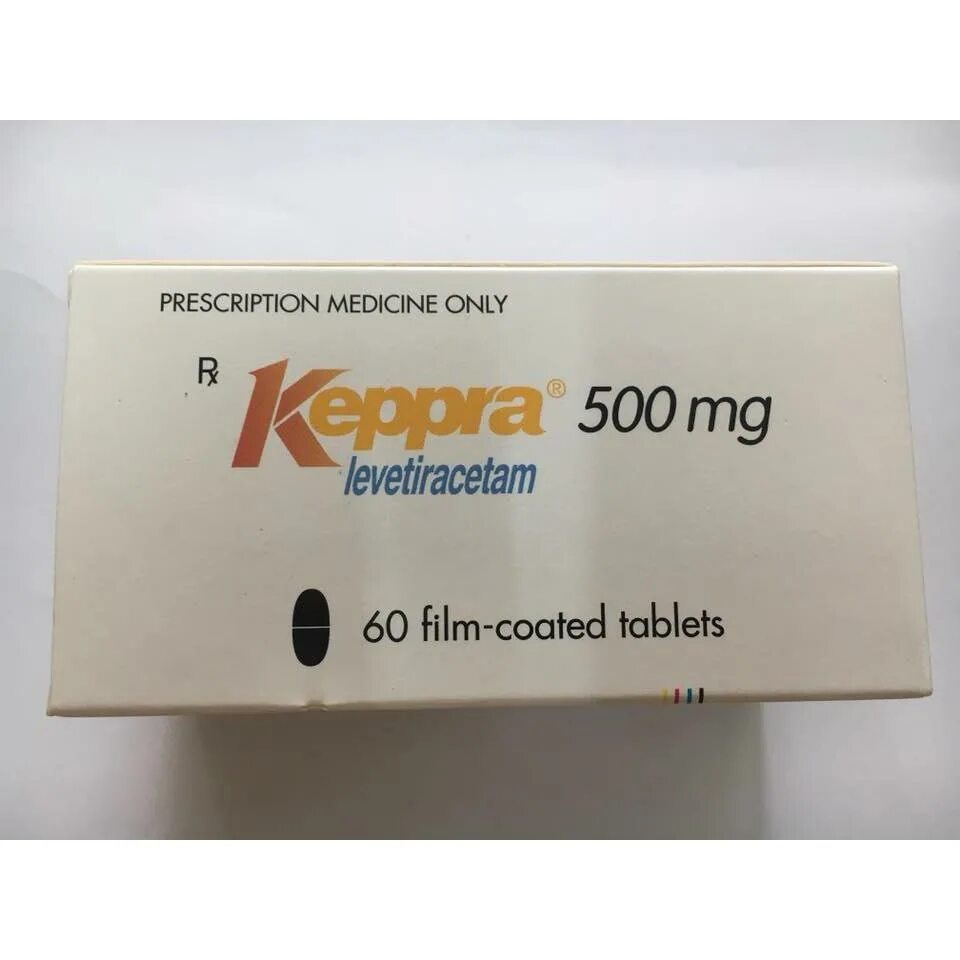 PRESCRIPTION MEDICINE ONLY
℞ Keppra® 500 mg
levetiracetam
60 film-coated tablets